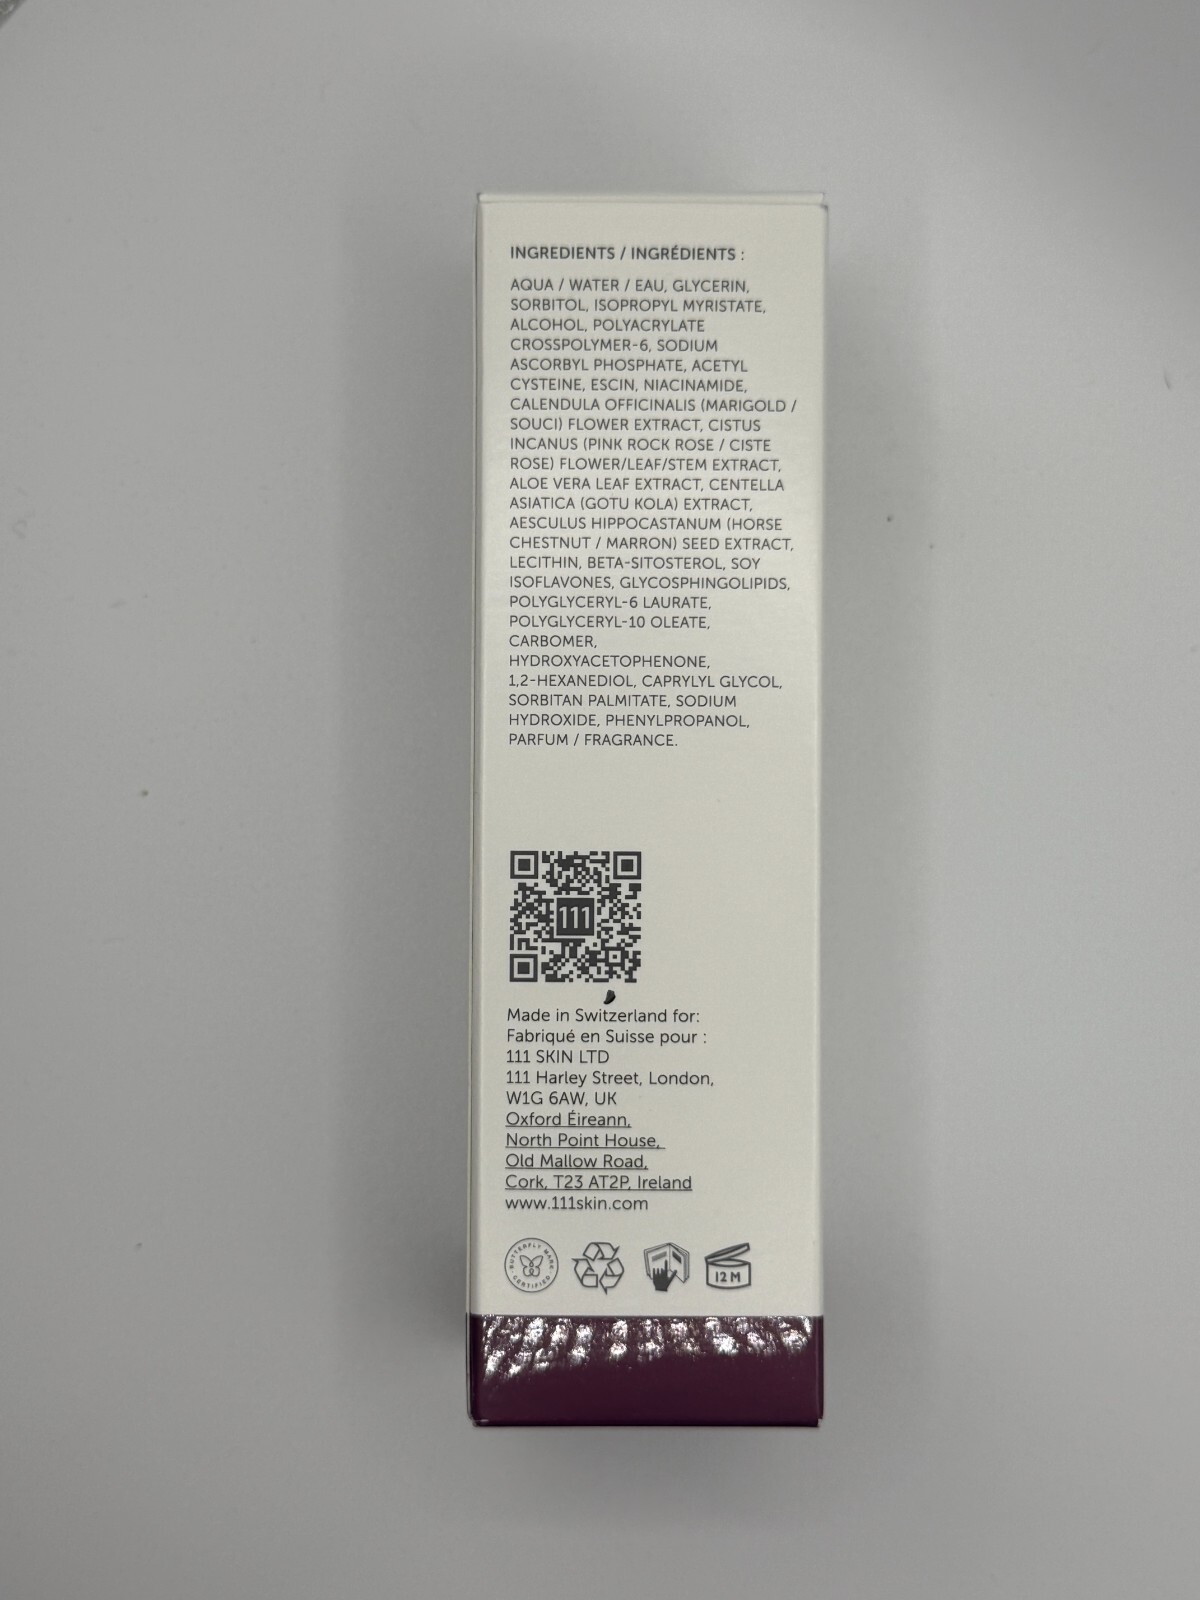 INGREDIENTS / INGRÉDIENTS :
AQUA / WATER / EAU, GLYCERIN,
SORBITOL, ISOPROPYL MYRISTATE,
ALCOHOL, POLYACRYLATE
CROSSPOLYMER-6, SODIUM
ASCORBYL PHOSPHATE, ACETYL
CYSTEINE, ESCIN, NIACINAMIDE,
CALENDULA OFFICINALIS (MARIGOLD /
SOUCI) FLOWER EXTRACT, CISTUS
INCANUS (PINK ROCK ROSE / CISTE
ROSE) FLOWER/LEAF/STEM EXTRACT,
ALOE VERA LEAF EXTRACT, CENTELLA
ASIATICA (GOTU KOLA) EXTRACT,
AESCULUS HIPPOCASTANUM (HORSE
CHESTNUT / MARRON) SEED EXTRACT,
LECITHIN, BETA-SITOSTEROL, SOY
ISOFLAVONES, GLYCOSPHINGOLIPIDS,
POLYGLYCERYL-6 LAURATE,
POLYGLYCERYL-10 OLEATE,
CARBOMER,
HYDROXYACETOPHENONE,
1,2-HEXANEDIOL, CAPRYLYL GLYCOL,
SORBITAN PALMITATE, SODIUM
HYDROXIDE, PHENYLPROPANOL,
PARFUM / FRAGRANCE.
111
Made in Switzerland for:
Fabriqué en Suisse pour :
111 SKIN LTD
111 Harley Street, London,
W1G 6AW, UK
Oxford Éireann,
North Point House,
Old Mallow Road,
Cork, T23 AT2P, Ireland
www.111skin.com
BUTTERFLY MARK
CERTIFIED
12 M